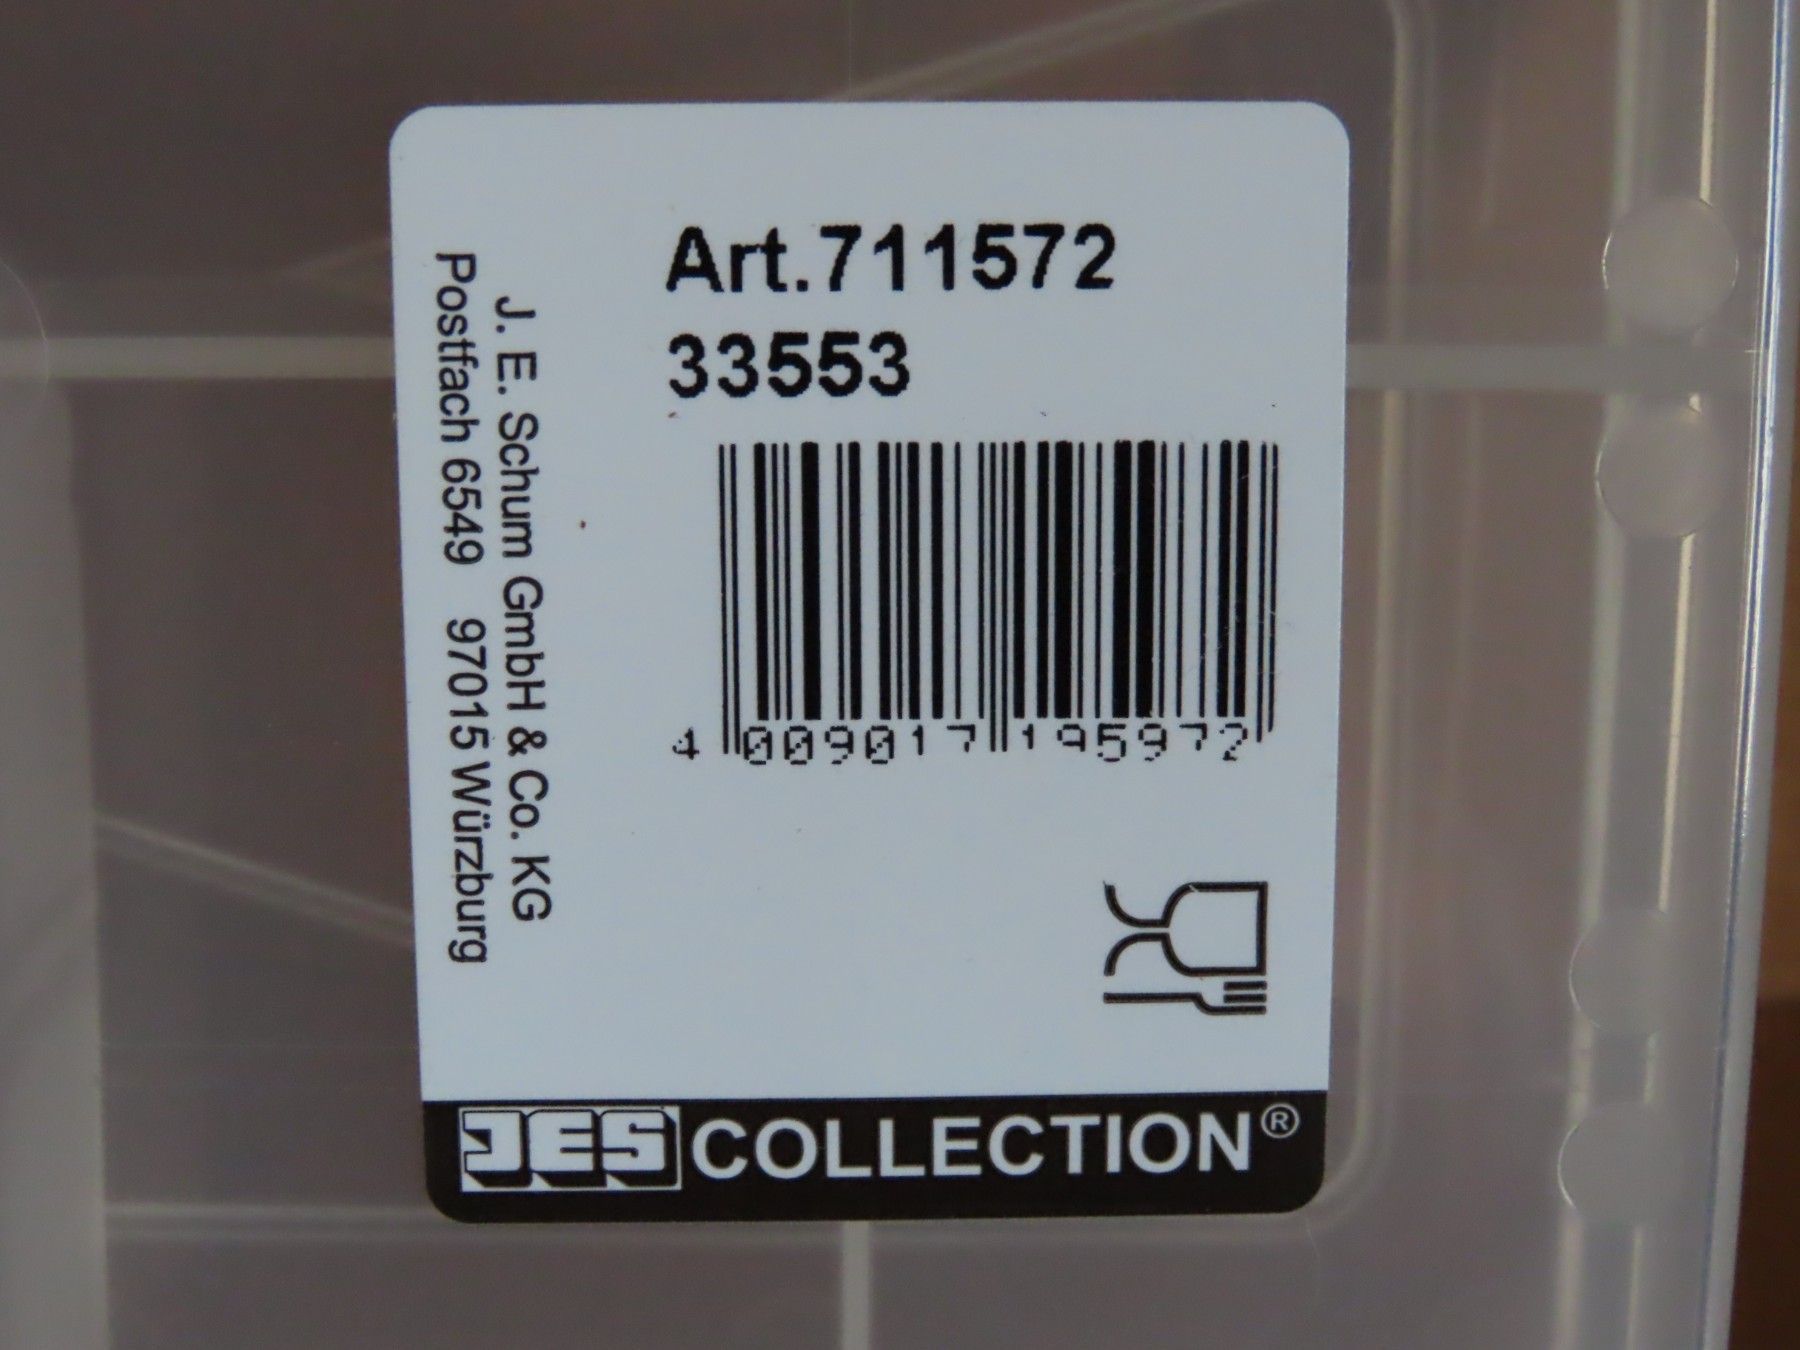 Art.711572
33553
4 009017 195972
J. E. Schum GmbH & Co. KG
Postfach 6549 97015 Würzburg
JES COLLECTION®